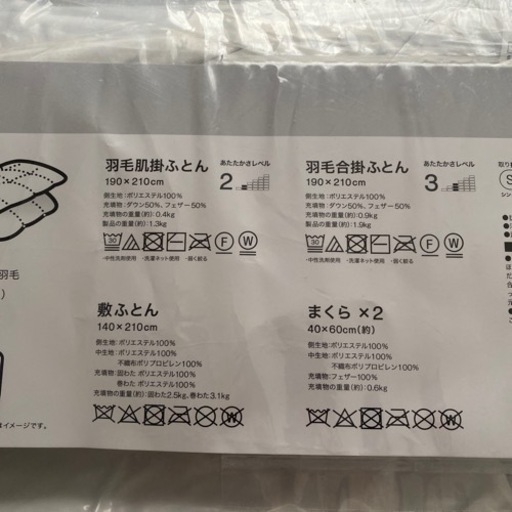 羽毛肌掛ふとん
190×210cm
あたたかさレベル
2
側生地：ポリエステル100%
充填物：ダウン50%、フェザー50%
充填物の重量(約)：0.4kg
製品の重量(約)：1.3kg
30
F
W
・中性洗剤使用 ・洗濯ネット使用 ・弱く絞る
羽毛合掛ふとん
190×210cm
あたたかさレベル
3
側生地：ポリエステル100%
充填物：ダウン50%、フェザー50%
充填物の重量(約)：0.9kg
製品の重量(約)：1.9kg
30
F
W
・中性洗剤使用 ・洗濯ネット使用 ・弱く絞る
敷ふとん
140×210cm
側生地：ポリエステル100%
中生地：ポリエステル100%
不織布ポリプロピレン100%
充填物：固わた ポリエステル100%
巻わた ポリエステル100%
充填物の重量(約)：固わた2.5kg、巻わた3.1kg
W
まくら ×2
40×60cm(約)
側生地：ポリエステル100%
中生地：ポリエステル100%
不織布ポリプロピレン100%
充填物：フェザー100%
充填物の重量(約)：0.6kg
W
羽毛
)
はイメージです。
取り
S
シン